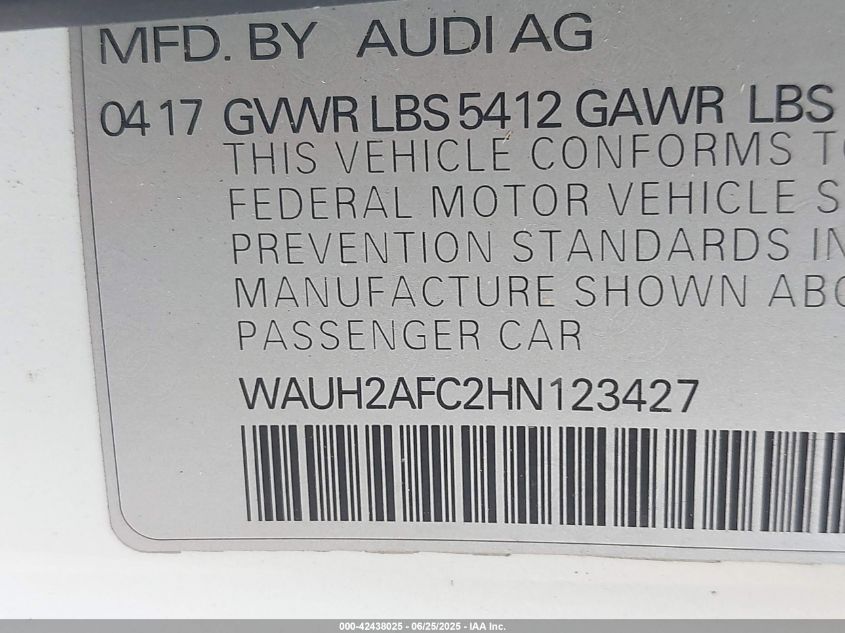 MFD. BY AUDI AG
04 17 GVWR LBS 5412 GAWR LBS
THIS VEHICLE CONFORMS
FEDERAL MOTOR VEHICLE
PREVENTION STANDARDS
MANUFACTURE SHOWN
PASSENGER CAR
WAUH2AFC2HN123427
000-42438025 - 06/25/2025 - IAA Inc.